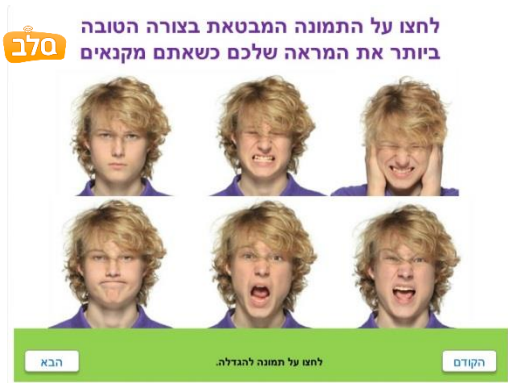 לחצו על התמונה המבטאת בצורה הטובה
ביותר את המראה שלכם כשאתם מקנאים
סלב
הקודם
לחצו על תמונה להגדלה.
הבא